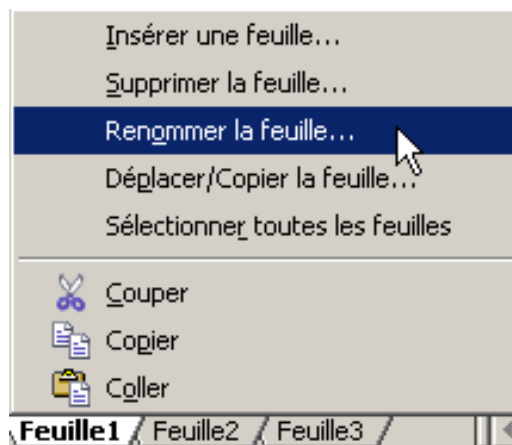 Insérer une feuille...
Supprimer la feuille...
Renommer la feuille...
Déplacer/Copier la feuille...
Sélectionner toutes les feuilles
Couper
Copier
Coller
Feuille1 Feuille2 Feuille3